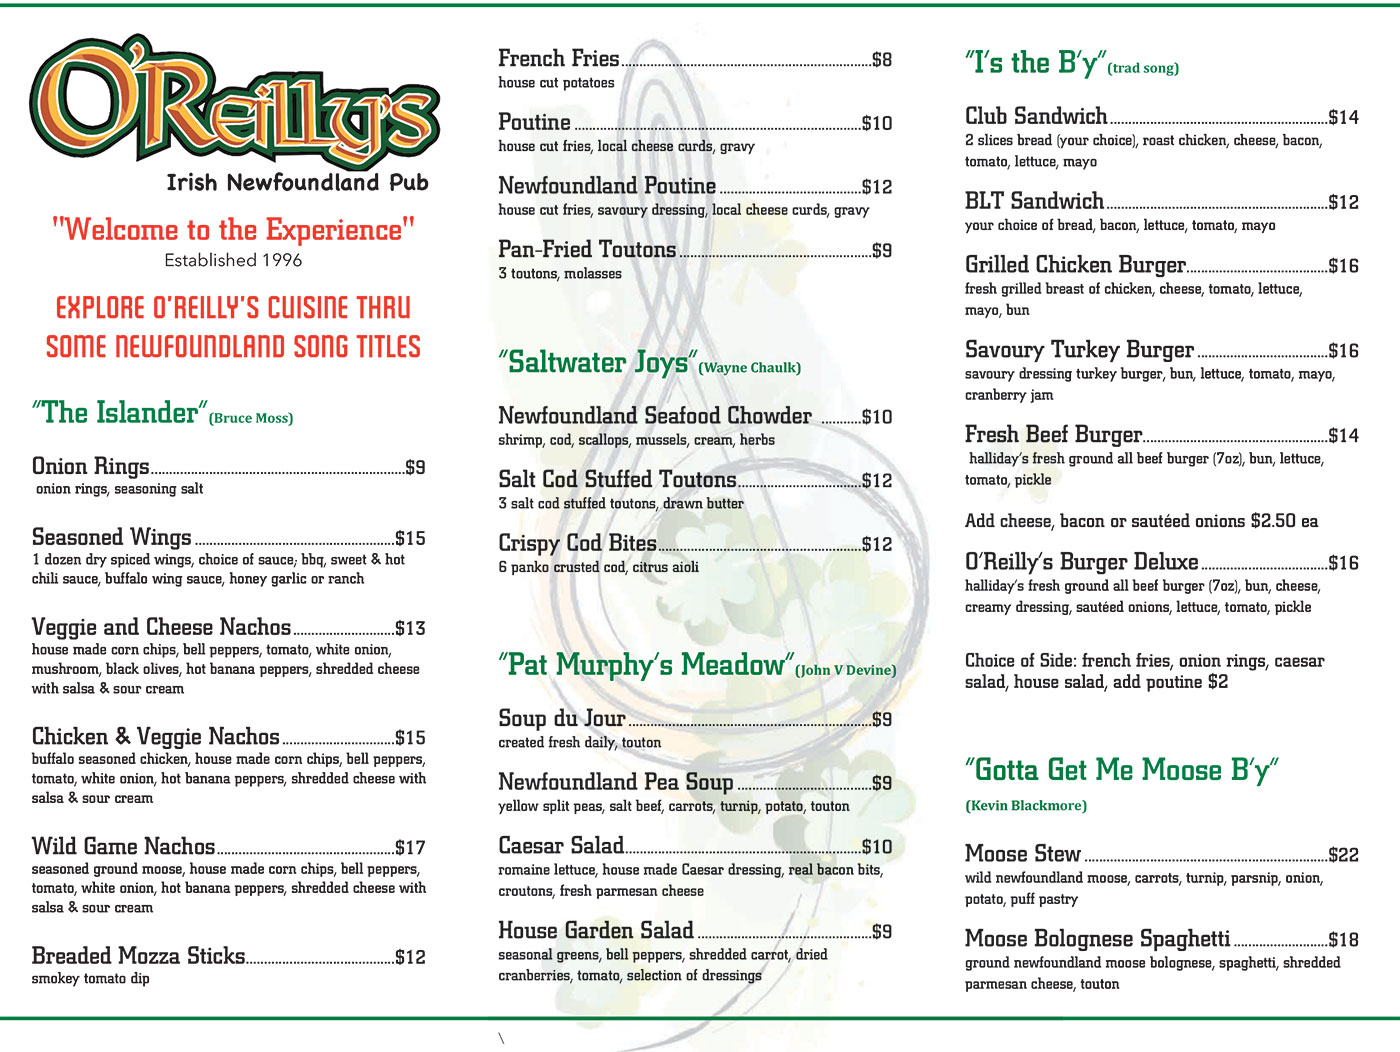 O'Reilly's
Irish Newfoundland Pub
"Welcome to the Experience"
Established 1996
EXPLORE O'REILLY'S CUISINE THRU
SOME NEWFOUNDLAND SONG TITLES
"The Islander" (Bruce Moss)
Onion Rings $9
onion rings, seasoning salt
Seasoned Wings $15
1 dozen dry spiced wings, choice of sauce; bbq, sweet & hot
chili sauce, buffalo wing sauce, honey garlic or ranch
Veggie and Cheese Nachos $13
house made corn chips, bell peppers, tomato, white onion,
mushroom, black olives, hot banana peppers, shredded cheese
with salsa & sour cream
Chicken & Veggie Nachos $15
buffalo seasoned chicken, house made corn chips, bell peppers,
tomato, white onion, hot banana peppers, shredded cheese with
salsa & sour cream
Wild Game Nachos $17
seasoned ground moose, house made corn chips, bell peppers,
tomato, white onion, hot banana peppers, shredded cheese with
salsa & sour cream
Breaded Mozza Sticks $12
smokey tomato dip
French Fries $8
house cut potatoes
Poutine $10
house cut fries, local cheese curds, gravy
Newfoundland Poutine $12
house cut fries, savoury dressing, local cheese curds, gravy
Pan-Fried Toutons $9
3 toutons, molasses
"Saltwater Joys" (Wayne Chaulk)
Newfoundland Seafood Chowder $10
shrimp, cod, scallops, mussels, cream, herbs
Salt Cod Stuffed Toutons $12
3 salt cod stuffed toutons, drawn butter
Crispy Cod Bites $12
6 panko crusted cod, citrus aioli
"Pat Murphy's Meadow" (John V Devine)
Soup du Jour $9
created fresh daily, touton
Newfoundland Pea Soup $9
yellow split peas, salt beef, carrots, turnip, potato, touton
Caesar Salad $10
romaine lettuce, house made Caesar dressing, real bacon bits,
croutons, fresh parmesan cheese
House Garden Salad $9
seasonal greens, bell peppers, shredded carrot, dried
cranberries, tomato, selection of dressings
\
"I's the B'y" (trad song)
Club Sandwich $14
2 slices bread (your choice), roast chicken, cheese, bacon,
tomato, lettuce, mayo
BLT Sandwich $12
your choice of bread, bacon, lettuce, tomato, mayo
Grilled Chicken Burger $16
fresh grilled breast of chicken, cheese, tomato, lettuce,
mayo, bun
Savoury Turkey Burger $16
savoury dressing turkey burger, bun, lettuce, tomato, mayo,
cranberry jam
Fresh Beef Burger $14
halliday's fresh ground all beef burger (7oz), bun, lettuce,
tomato, pickle
Add cheese, bacon or sautéed onions $2.50 ea
O'Reilly's Burger Deluxe $16
halliday's fresh ground all beef burger (7oz), bun, cheese,
creamy dressing, sautéed onions, lettuce, tomato, pickle
Choice of Side: french fries, onion rings, caesar
salad, house salad, add poutine $2
"Gotta Get Me Moose B'y"
(Kevin Blackmore)
Moose Stew $22
wild newfoundland moose, carrots, turnip, parsnip, onion,
potato, puff pastry
Moose Bolognese Spaghetti $18
ground newfoundland moose bolognese, spaghetti, shredded
parmesan cheese, touton